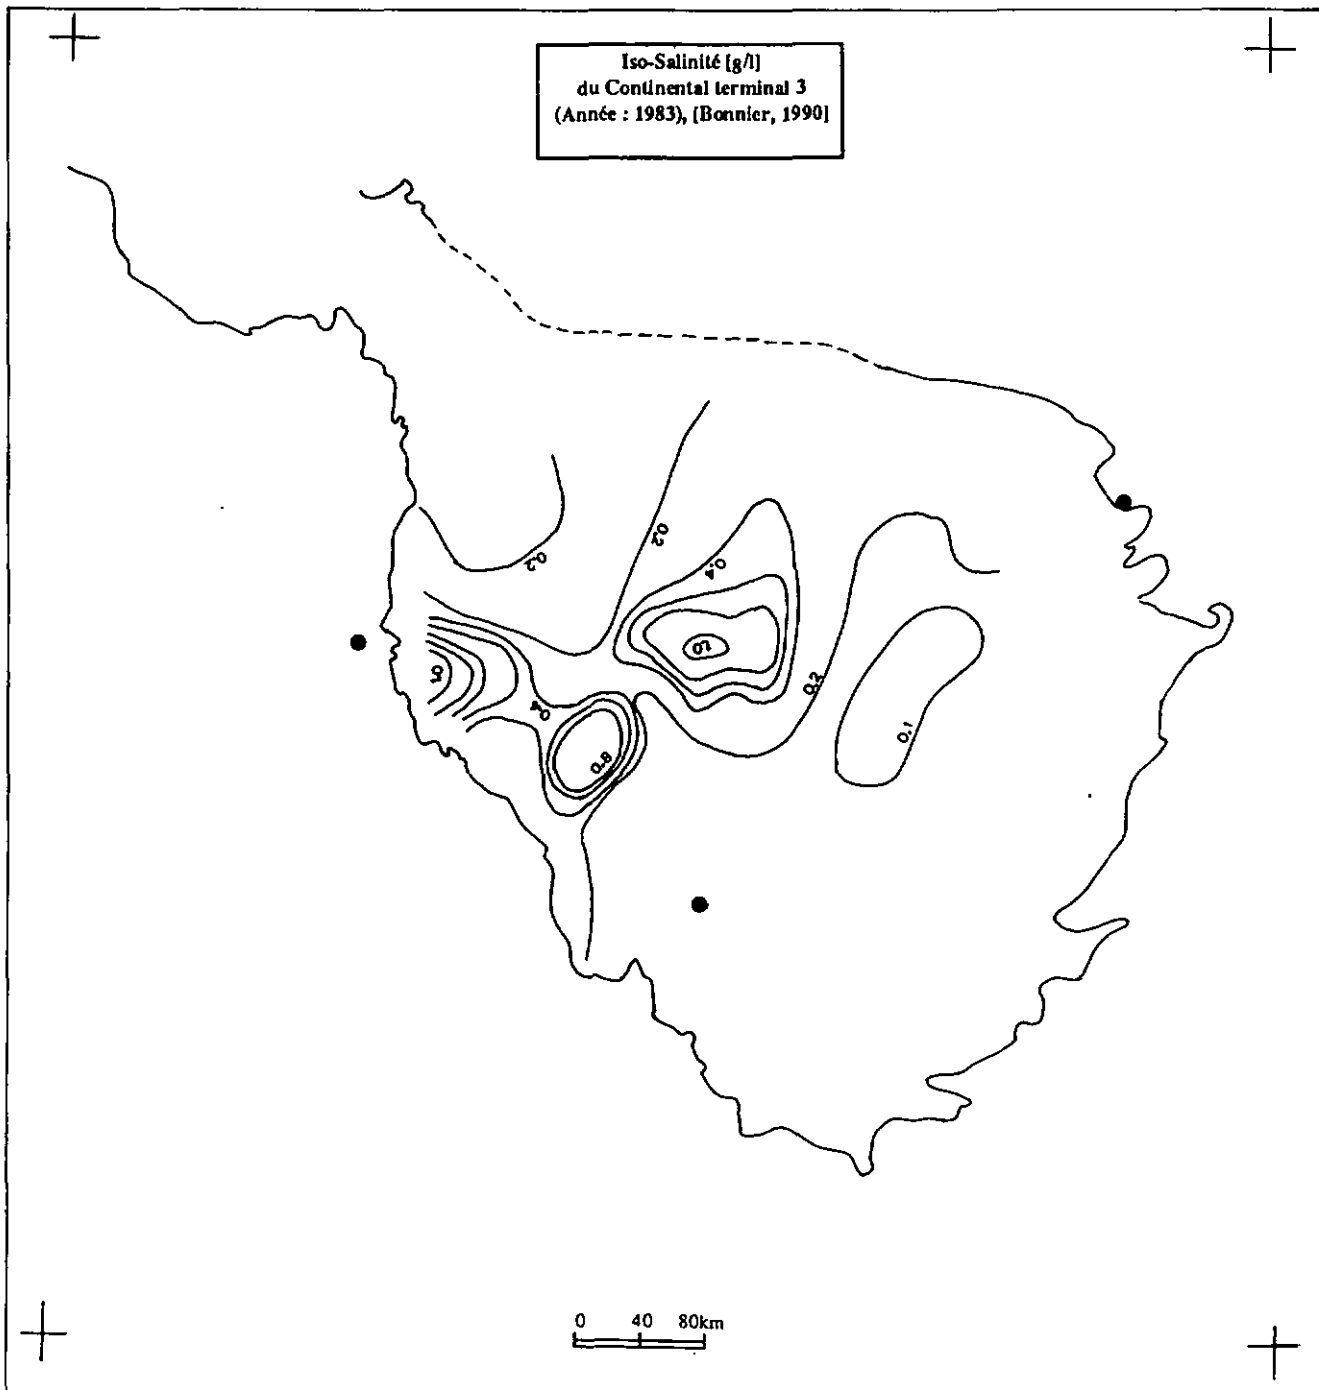 Iso-Salinité [g/l]
du Continental terminal 3
(Année : 1983), [Bonnier, 1990]
0.2
0.2
0.4
0.7
0.4
0.8
0.2
0.1
0 40 80km